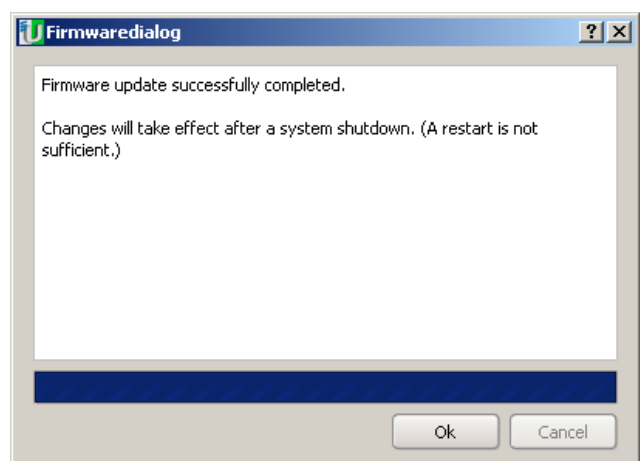 Firmwaredialog
Firmware update successfully completed.
Changes will take effect after a system shutdown. (A restart is not
sufficient.)
Ok
Cancel